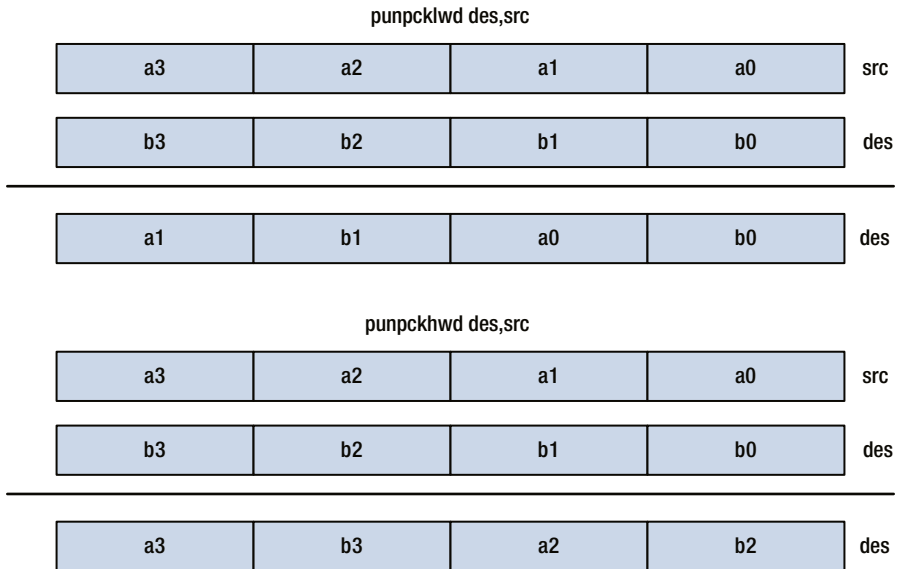 punpcklwd des,src
a3 a2 a1 a0 src
b3 b2 b1 b0 des
a1 b1 a0 b0 des
punpckhwd des,src
a3 a2 a1 a0 src
b3 b2 b1 b0 des
a3 b3 a2 b2 des